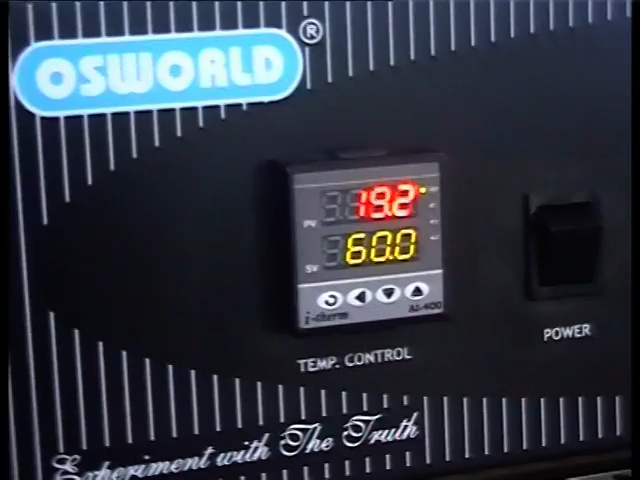 OSWORLD ®
PV 19.2
SV 60.0
i-therm AI-400
TEMP. CONTROL
POWER
Experiment with The Truth